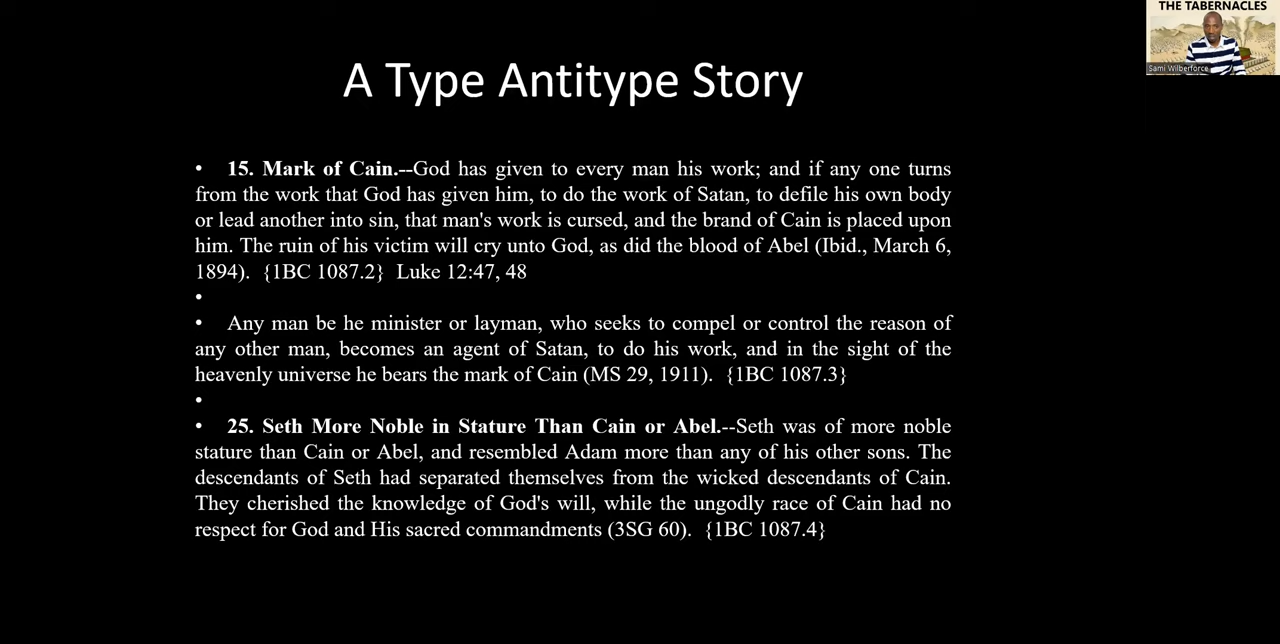 THE TABERNACLES
Sami Wilberforce
A Type Antitype Story
• 15. Mark of Cain.--God has given to every man his work; and if any one turns
from the work that God has given him, to do the work of Satan, to defile his own body
or lead another into sin, that man's work is cursed, and the brand of Cain is placed upon
him. The ruin of his victim will cry unto God, as did the blood of Abel (Ibid., March 6,
1894). {1BC 1087.2} Luke 12:47, 48
•
• Any man be he minister or layman, who seeks to compel or control the reason of
any other man, becomes an agent of Satan, to do his work, and in the sight of the
heavenly universe he bears the mark of Cain (MS 29, 1911). {1BC 1087.3}
•
• 25. Seth More Noble in Stature Than Cain or Abel.--Seth was of more noble
stature than Cain or Abel, and resembled Adam more than any of his other sons. The
descendants of Seth had separated themselves from the wicked descendants of Cain.
They cherished the knowledge of God's will, while the ungodly race of Cain had no
respect for God and His sacred commandments (3SG 60). {1BC 1087.4}